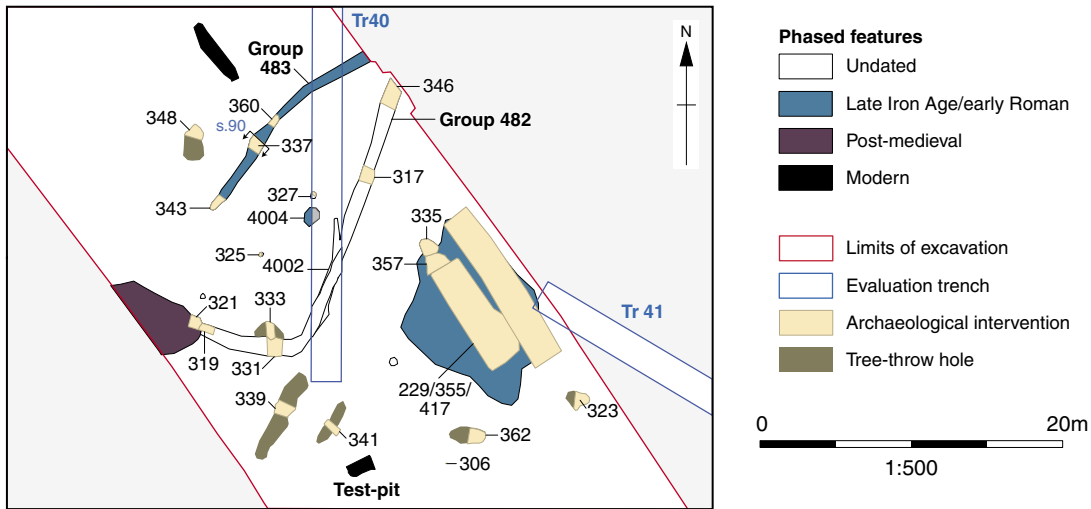 Tr40
Group
483
N
346
360
348
s.90
Group 482
337
317
327
343
335
4004
325
357
4002
321
333
Tr 41
319
331
229/355/
417
339
323
341
362
306
Test-pit
Phased features
Undated
Late Iron Age/early Roman
Post-medieval
Modern
Limits of excavation
Evaluation trench
Archaeological intervention
Tree-throw hole
0 20m
1:500